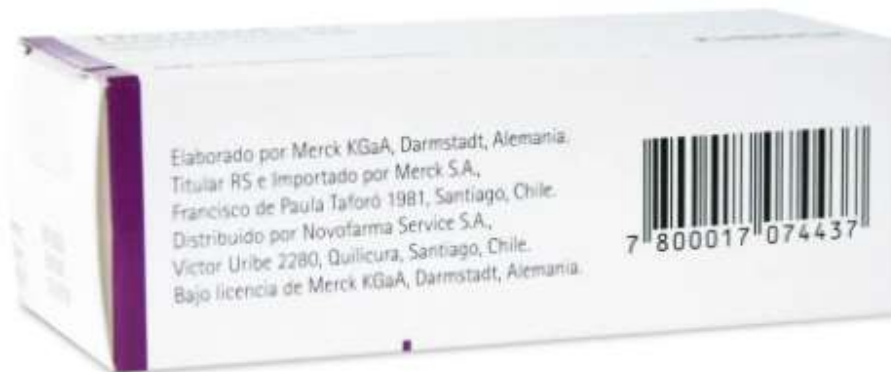 Elaborado por Merck KGaA, Darmstadt, Alemania.
Titular RS e Importado por Merck S.A.,
Francisco de Paula Taforó 1981, Santiago, Chile.
Distribuido por Novofarma Service S.A.,
Victor Uribe 2280, Quilicura, Santiago, Chile.
Bajo licencia de Merck KGaA, Darmstadt, Alemania.
7 800017 074437